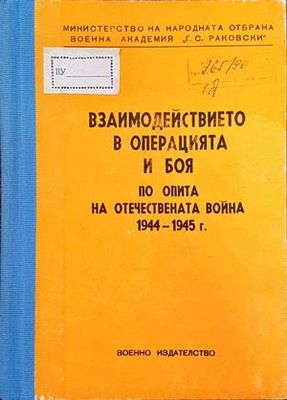 МИНИСТЕРСТВО НА НАРОДНАТА ОТБРАНА
ВОЕННА АКАДЕМИЯ „Г. С. РАКОВСКИ“
ПУ
ВЗАИМОДЕЙСТВИЕТО
В ОПЕРАЦИЯТА
И БОЯ
ПО ОПИТА
НА ОТЕЧЕСТВЕНАТА ВОЙНА
1944 – 1945 г.
ВОЕННО ИЗДАТЕЛСТВО